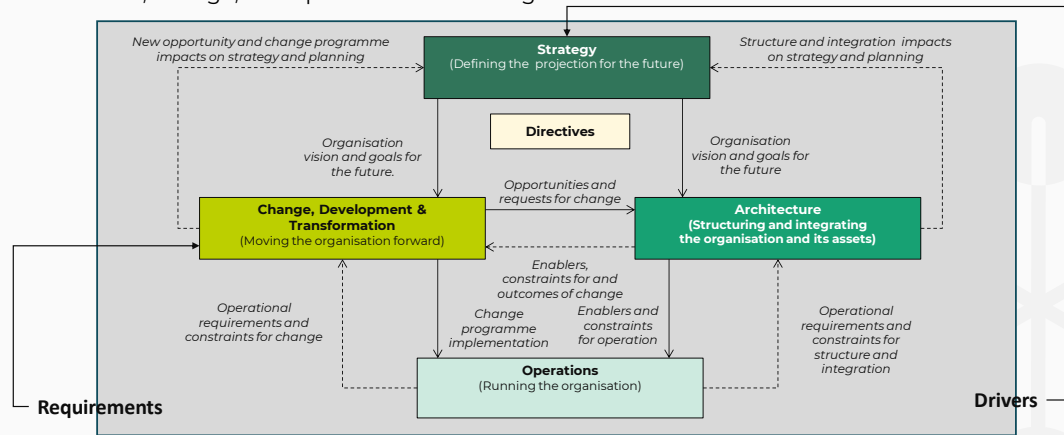 New opportunity and change programme
impacts on strategy and planning
Strategy
(Defining the projection for the future)
Structure and integration impacts
on strategy and planning
Directives
Organisation
vision and goals for
the future.
Organisation
vision and goals for
the future
Opportunities and
requests for change
Change, Development &
Transformation
(Moving the organisation forward)
Architecture
(Structuring and integrating
the organisation and its assets)
Enablers,
constraints for and
outcomes of change
Operational
requirements and
constraints for change
Change
programme
implementation
Enablers and
constraints
for operation
Operational
requirements and
constraints for
structure and
integration
Operations
(Running the organisation)
Requirements
Drivers